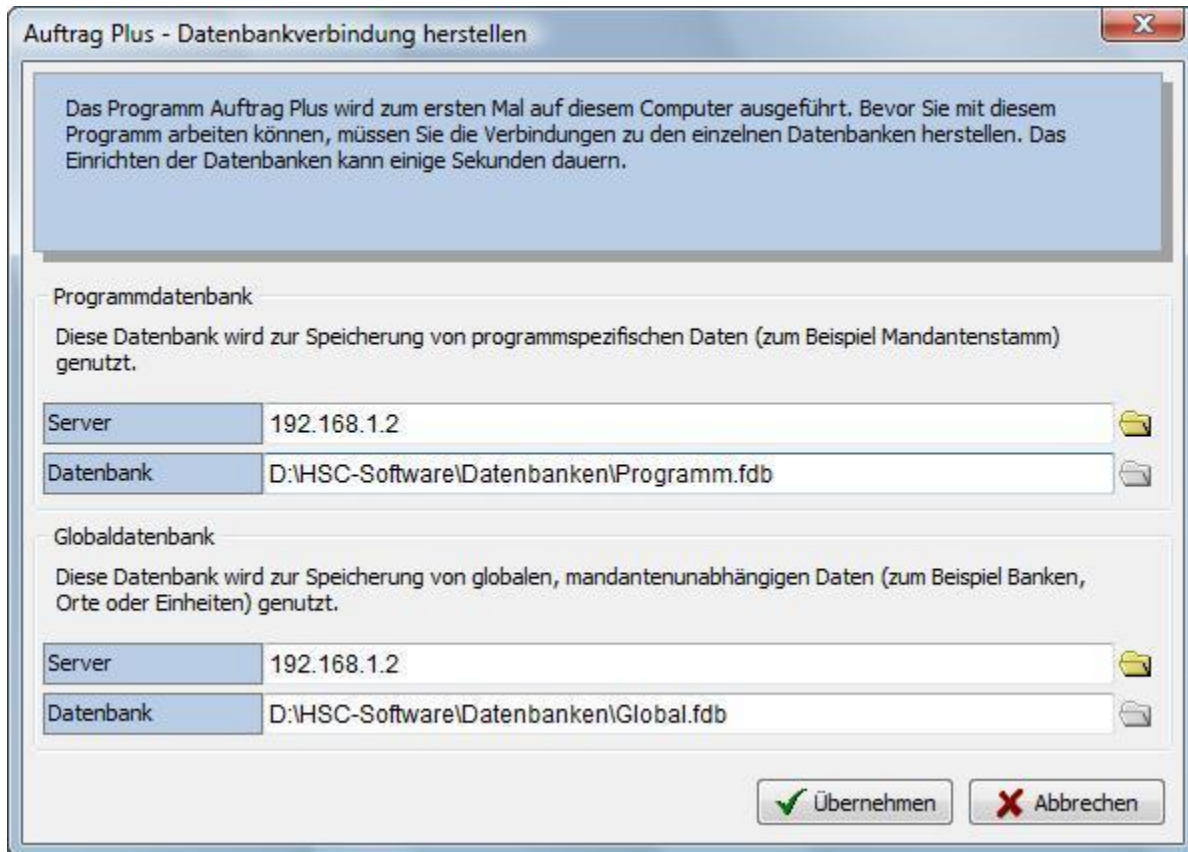 Auftrag Plus - Datenbankverbindung herstellen
Das Programm Auftrag Plus wird zum ersten Mal auf diesem Computer ausgeführt. Bevor Sie mit diesem
Programm arbeiten können, müssen Sie die Verbindungen zu den einzelnen Datenbanken herstellen. Das
Einrichten der Datenbanken kann einige Sekunden dauern.
Programmdatenbank
Diese Datenbank wird zur Speicherung von programmspezifischen Daten (zum Beispiel Mandantenstamm)
genutzt.
Server 192.168.1.2
Datenbank D:\HSC-Software\Datenbanken\Programm.fdb
Globaldatenbank
Diese Datenbank wird zur Speicherung von globalen, mandantenunabhängigen Daten (zum Beispiel Banken,
Orte oder Einheiten) genutzt.
Server 192.168.1.2
Datenbank D:\HSC-Software\Datenbanken\Global.fdb
Übernehmen Abbrechen